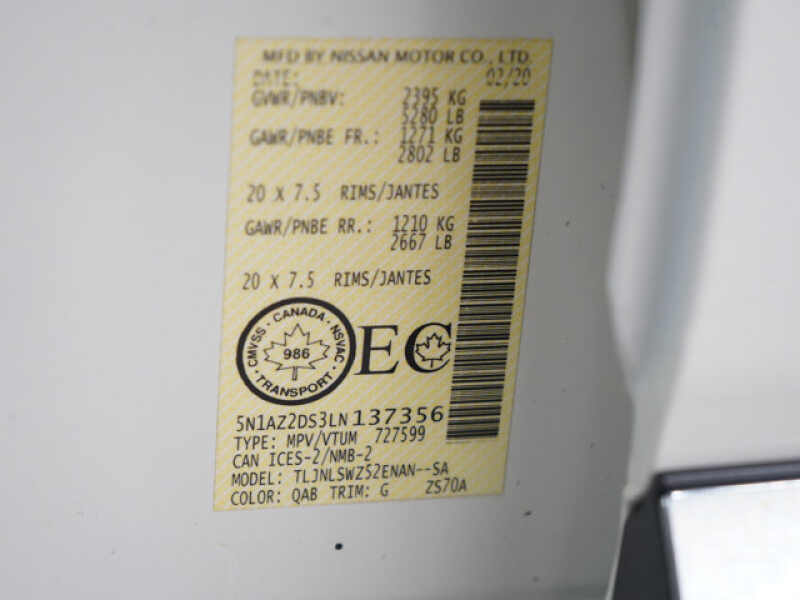 MFD BY NISSAN MOTOR CO., LTD.
DATE: 02/20
GVWR/PNBV: 2395 KG
5280 LB
GAWR/PNBE FR.: 1271 KG
2802 LB
20 X 7.5 RIMS/JANTES
GAWR/PNBE RR.: 1210 KG
2667 LB
20 X 7.5 RIMS/JANTES
CMVSS · CANADA · NSVAC
986
· TRANSPORT ·
EC
5N1AZ2DS3LN137356
TYPE: MPV/VTUM 727599
CAN ICES-2/NMB-2
MODEL: TLJNLSWZ52ENAN--SA
COLOR: QAB TRIM: G ZS70A